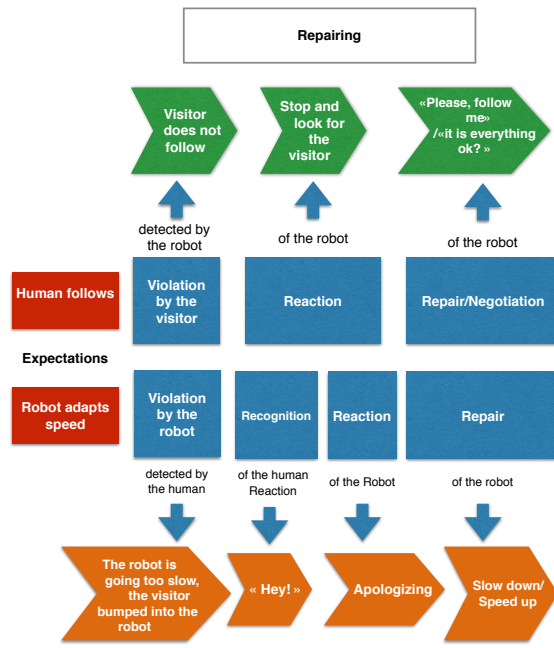 Repairing
Visitor
does not
follow
Stop and
look for
the
visitor
«Please, follow
me»
/«it is everything
ok? »
detected by
the robot
of the robot
of the robot
Human follows
Violation
by the
visitor
Reaction
Repair/Negotiation
Expectations
Robot adapts
speed
Violation
by the
robot
Recognition
Reaction
Repair
detected by
the human
of the human
Reaction
of the Robot
of the robot
The robot is
going too slow,
the visitor
bumped into the
robot
« Hey! »
Apologizing
Slow down/
Speed up